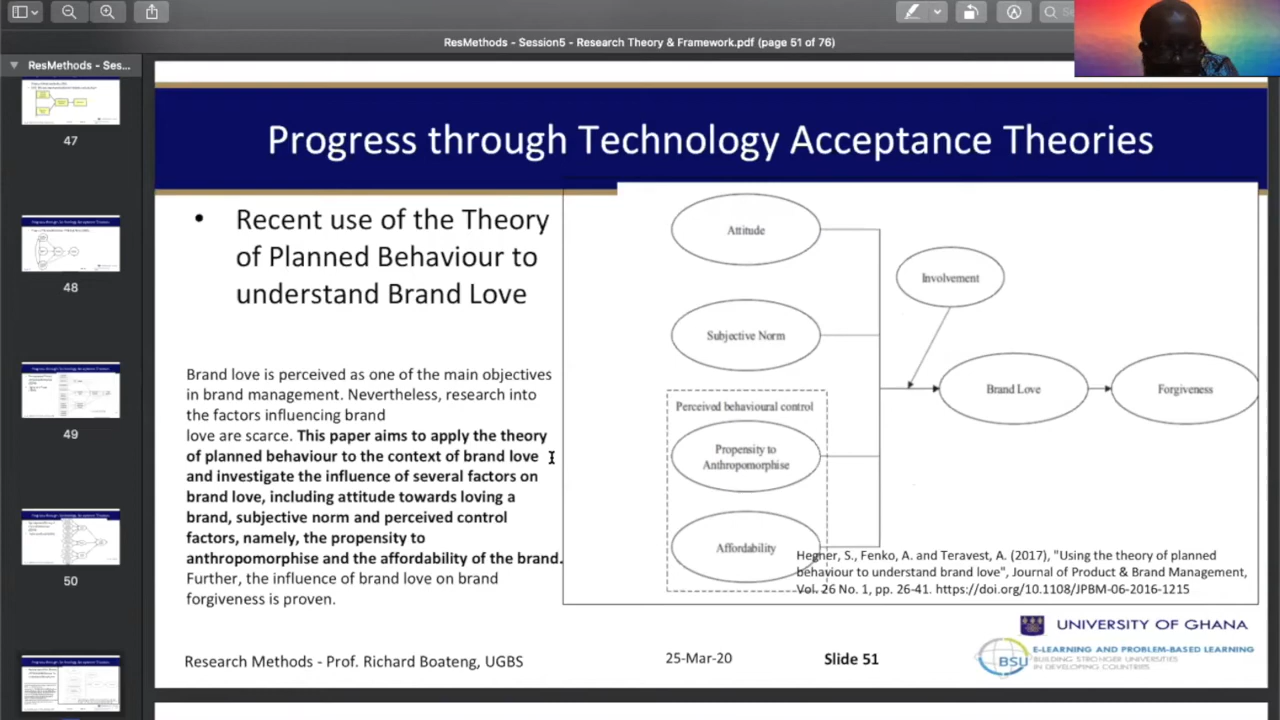 ResMethods - Session5 - Research Theory & Framework.pdf (page 51 of 76)
ResMethods - Ses...
47
48
49
50
Progress through Technology Acceptance Theories
• Recent use of the Theory
of Planned Behaviour to
understand Brand Love
Brand love is perceived as one of the major objectives
in brand management. Nevertheless, research into
the factors influencing brand
love are scarce. This paper aims to apply the theory
of planned behaviour to the context of brand love
and investigate the influence of several factors on
brand love, including attitude towards loving a
brand, subjective norm and perceived control
factors, namely, the propensity to
anthropomorphise and the affordability of the brand.
Further, the influence of brand love on brand
forgiveness is proven.
Attitude
Involvement
Subjective Norm
Brand Love
Forgiveness
Perceived behavioural control
Propensity to
Anthropomorphise
Affordability
Hegner, S., Fenko, A. and Teravest, A. (2017), "Using the theory of planned
behaviour to understand brand love", Journal of Product & Brand Management,
Vol. 26 No. 1, pp. 26-41. https://doi.org/10.1108/JPBM-06-2016-1215
UNIVERSITY OF GHANA
BSU
E-LEARNING AND PROBLEM-BASED LEARNING
BUILDING STRONGER UNIVERSITIES
IN DEVELOPING COUNTRIES
Research Methods - Prof. Richard Boateng, UGBS
25-Mar-20
Slide 51